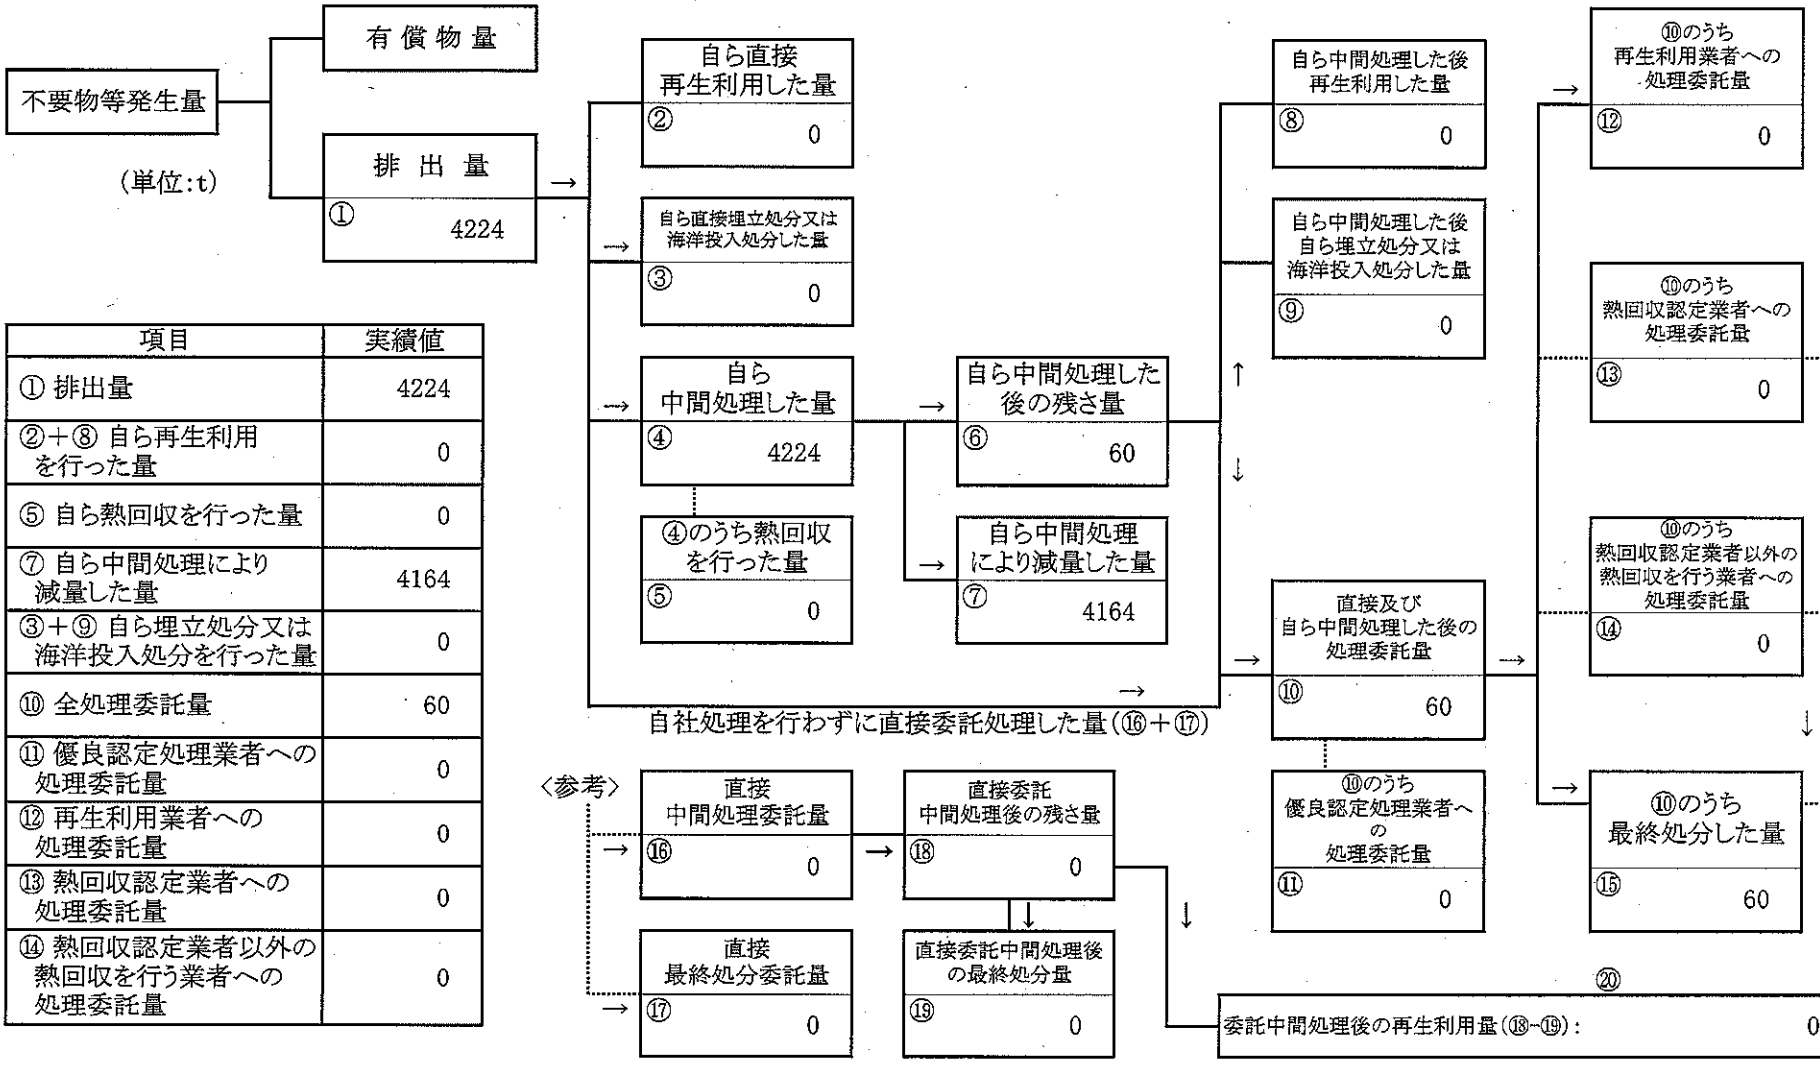 不要物等発生量
(単位:t)
有償物量
排出量
①
4224
自ら直接
再生利用した量
②
0
自ら直接埋立処分又は
海洋投入処分した量
③
0
自ら
中間処理した量
④
4224
④のうち熱回収
を行った量
⑤
0
自ら中間処理した
後の残さ量
⑥
60
自ら中間処理
により減量した量
⑦
4164
自ら中間処理した後
再生利用した量
⑧
0
自ら中間処理した後
自ら埋立処分又は
海洋投入処分した量
⑨
0
直接及び
自ら中間処理した後の
処理委託量
⑩
60
⑩のうち
優良認定処理業者へ
の
処理委託量
⑪
0
⑩のうち
再生利用業者への
処理委託量
⑫
0
⑩のうち
熱回収認定業者への
処理委託量
⑬
0
⑩のうち
熱回収認定業者以外の
熱回収を行う業者への
処理委託量
⑭
0
⑩のうち
最終処分した量
⑮
60
自社処理を行わずに直接委託処理した量(⑯+⑰)
〈参考〉
直接
中間処理委託量
⑯
0
直接
最終処分委託量
⑰
0
直接委託
中間処理後の残さ量
⑱
0
直接委託中間処理後
の最終処分量
⑲
0
⑳
委託中間処理後の再生利用量(⑱-⑲):
0
項目 実績値
① 排出量 4224
②+⑧ 自ら再生利用
を行った量 0
⑤ 自ら熱回収を行った量 0
⑦ 自ら中間処理により
減量した量 4164
③+⑨ 自ら埋立処分又は
海洋投入処分を行った量 0
⑩ 全処理委託量 60
⑪ 優良認定処理業者への
処理委託量 0
⑫ 再生利用業者への
処理委託量 0
⑬ 熱回収認定業者への
処理委託量 0
⑭ 熱回収認定業者以外の
熱回収を行う業者への
処理委託量 0